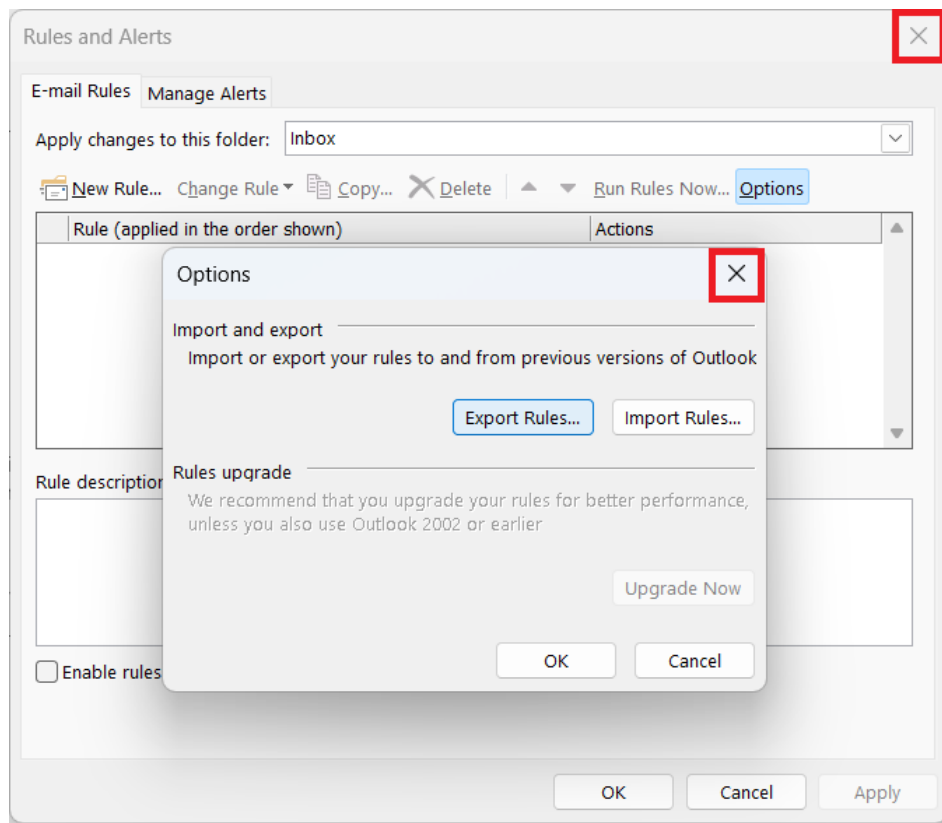 Rules and Alerts
E-mail Rules
Manage Alerts
Apply changes to this folder: Inbox
New Rule... Change Rule Copy... Delete Run Rules Now... Options
Rule (applied in the order shown) Actions
Options
Import and export
Import or export your rules to and from previous versions of Outlook
Export Rules... Import Rules...
Rules upgrade
We recommend that you upgrade your rules for better performance,
unless you also use Outlook 2002 or earlier
Upgrade Now
OK Cancel
Rule description
Enable rules
OK Cancel Apply